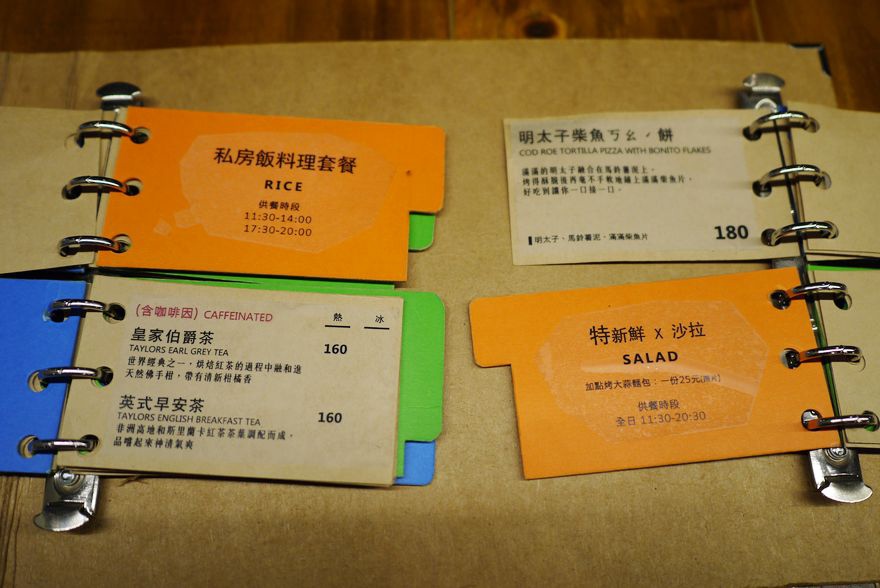 私房飯料理套餐
RICE
供餐時段
11:30-14:00
17:30-20:00
明太子柴魚ㄎㄠˊ餅
COD ROE TORTILLA PIZZA WITH BONITO FLAKES
滿滿的明太子融合在馬鈴薯泥上，
烤得酥脆後再毫不手軟地鋪上滿滿柴魚片，
好吃到讓你一口接一口。
明太子、馬鈴薯泥、滿滿柴魚片
180
(含咖啡因) CAFFEINATED
熱 冰
皇家伯爵茶 160
TAYLORS EARL GREY TEA
世界經典之一，烘焙紅茶的過程中融和進
天然佛手柑，帶有清新柑橘香
英式早安茶 160
TAYLORS ENGLISH BREAKFAST TEA
非洲高地和斯里蘭卡紅茶茶葉調配而成，
品嚐起來神清氣爽
特新鮮 X 沙拉
SALAD
加點烤大蒜麵包：一份25元(兩片)
供餐時段
全日 11:30-20:30